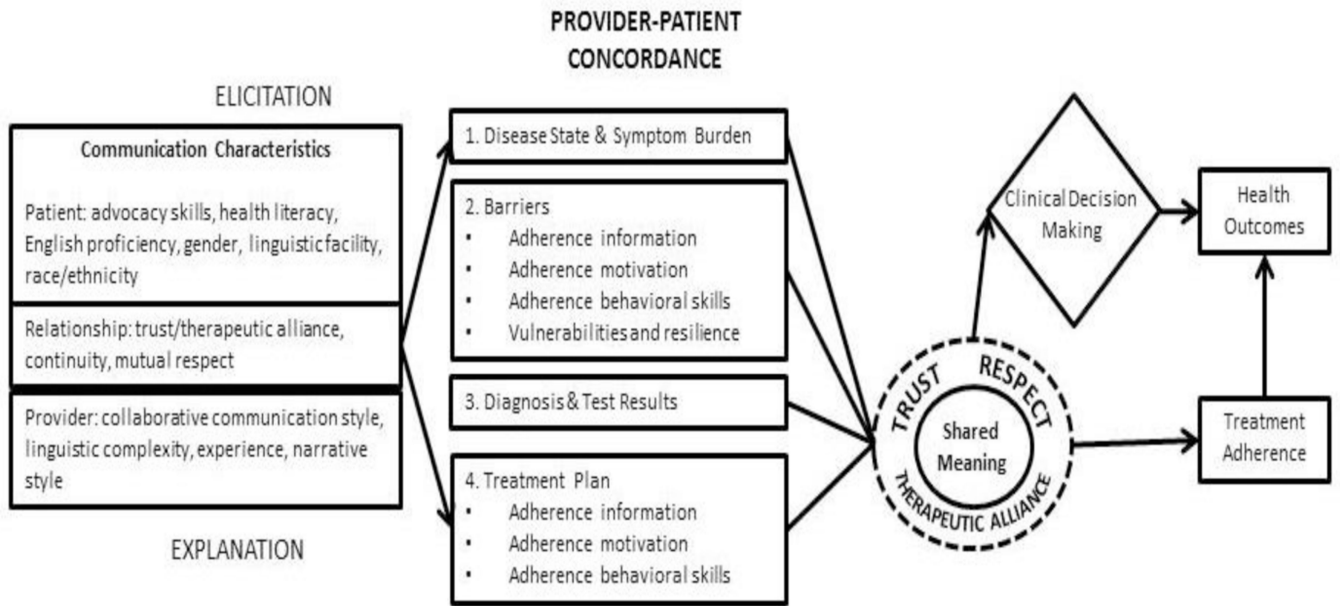 PROVIDER-PATIENT
CONCORDANCE
ELICITATION
Communication Characteristics
Patient: advocacy skills, health literacy,
English proficiency, gender, linguistic facility,
race/ethnicity
Relationship: trust/therapeutic alliance,
continuity, mutual respect
Provider: collaborative communication style,
linguistic complexity, experience, narrative
style
EXPLANATION
1. Disease State & Symptom Burden
2. Barriers
▪ Adherence information
▪ Adherence motivation
▪ Adherence behavioral skills
▪ Vulnerabilities and resilience
3. Diagnosis & Test Results
4. Treatment Plan
▪ Adherence information
▪ Adherence motivation
▪ Adherence behavioral skills
TRUST RESPECT
Shared
Meaning
THERAPEUTIC ALLIANCE
Clinical Decision
Making
Health
Outcomes
Treatment
Adherence